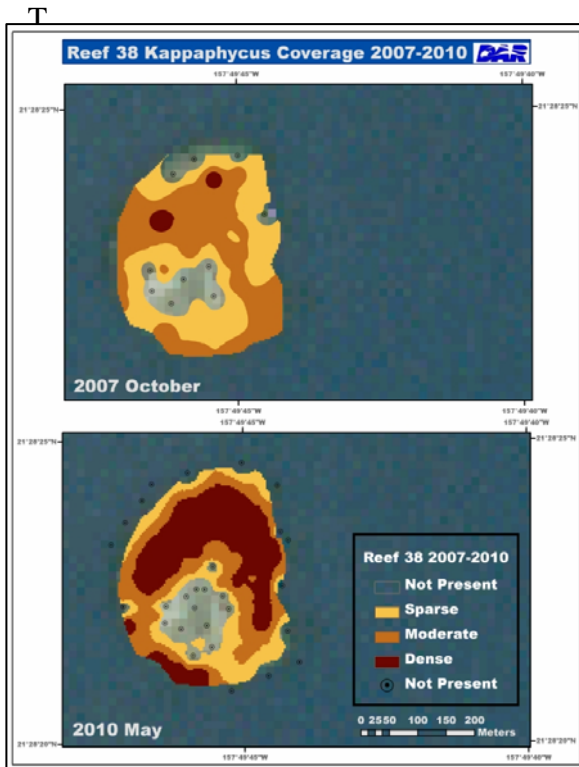 T
Reef 38 Kappaphycus Coverage 2007-2010 DAR
157°49'45"W 157°49'40"W
21°28'25"N 21°28'25"N
2007 October
157°49'45"W 157°49'40"W
157°49'45"W 157°49'40"W
21°28'25"N 21°28'25"N
Reef 38 2007-2010
Not Present
Sparse
Moderate
Dense
Not Present
0 25 50 100 150 200
Meters
2010 May
21°28'20"N 21°28'20"N
157°49'45"W 157°49'40"W